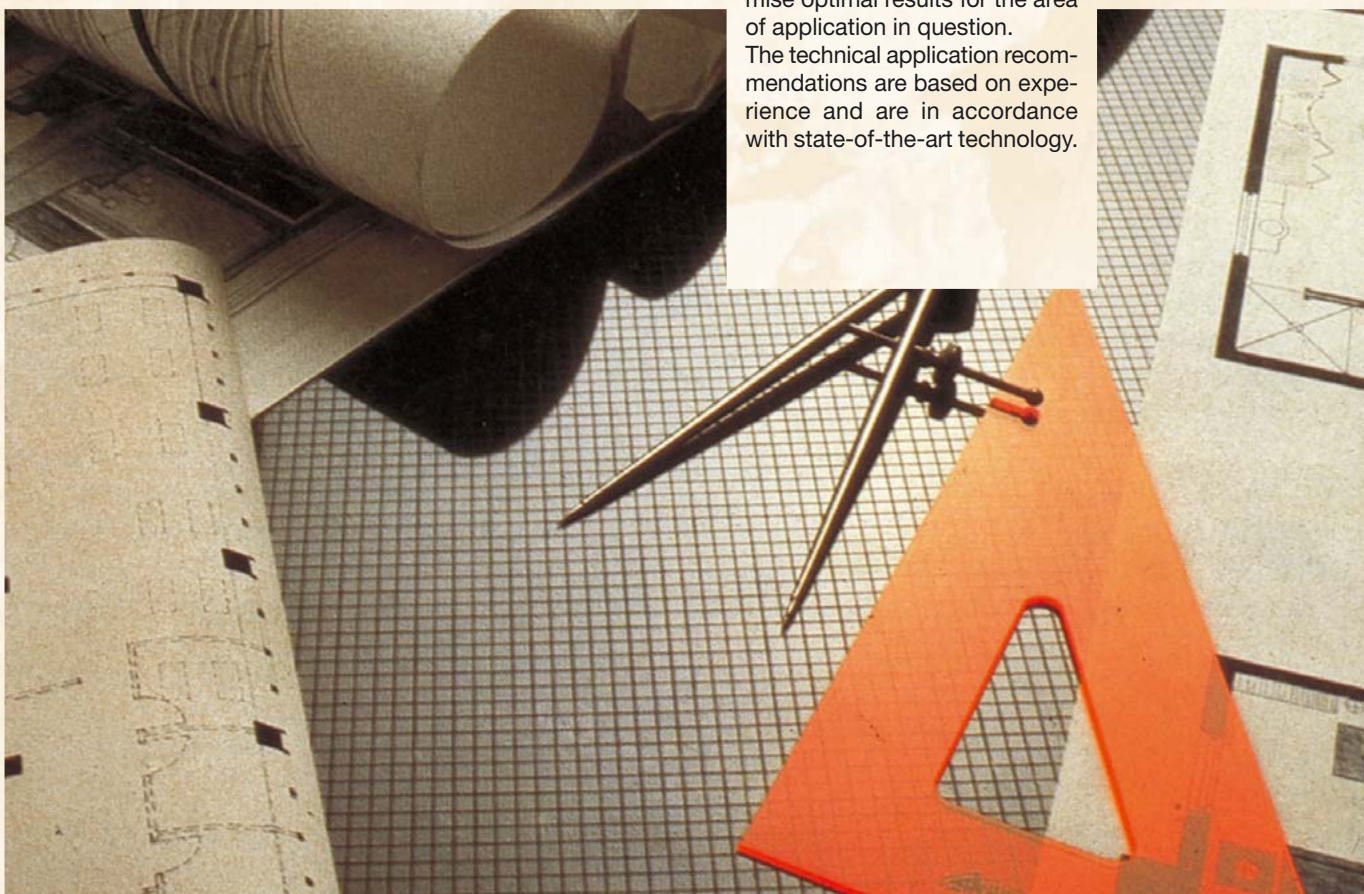 mise optimal results for the area
of application in question.
The technical application recom-
mendations are based on expe-
rience and are in accordance
with state-of-the-art technology.